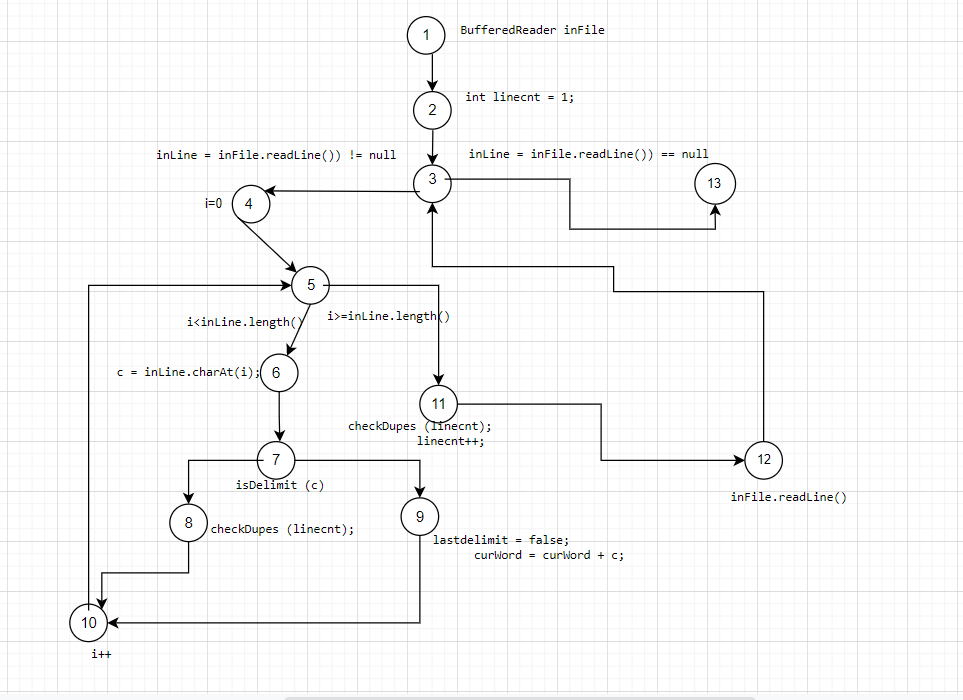 1
BufferedReader inFile
2
int linecnt = 1;
inLine = inFile.readLine()) != null
inLine = inFile.readLine()) == null
3
13
i=0
4
5
i<inLine.length()
i>=inLine.length()
c = inLine.charAt(i);
6
11
checkDupes (linecnt);
linecnt++;
7
isDelimit (c)
12
inFile.readLine()
8
checkDupes (linecnt);
9
lastdelimit = false;
curWord = curWord + c;
10
i++